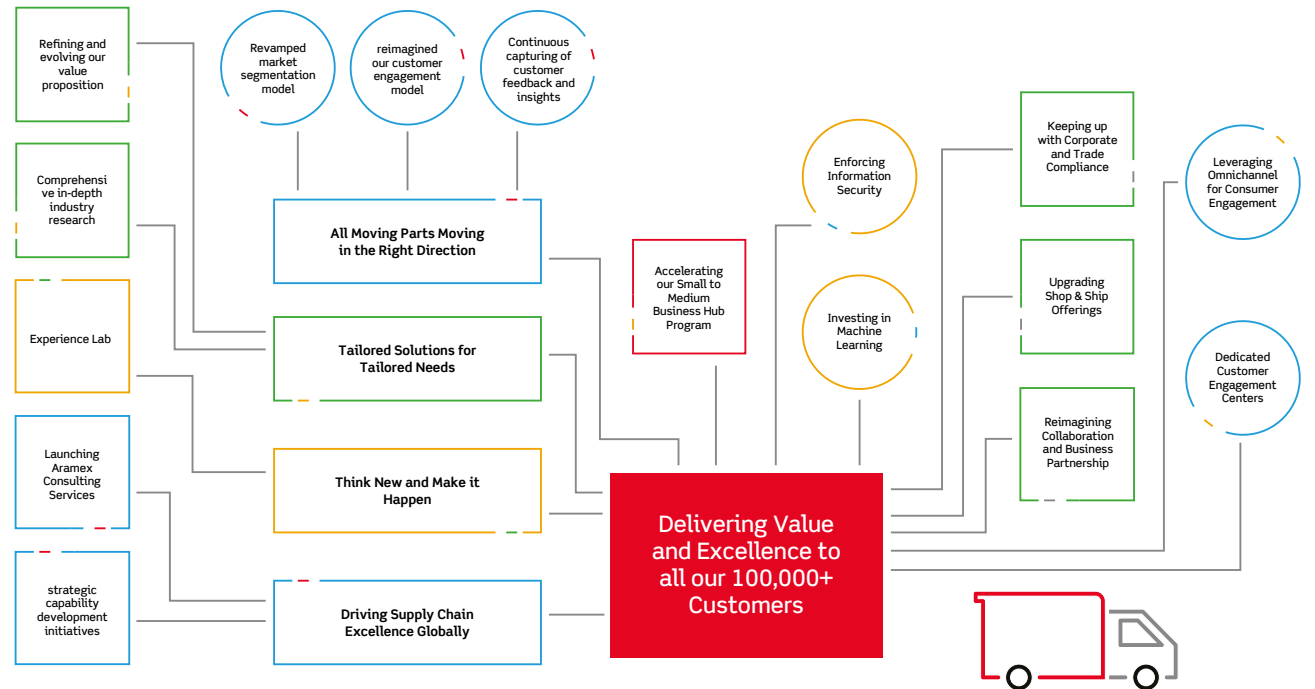 Refining and
evolving our
value
proposition
Revamped
market
segmentation
model
reimagined
our customer
engagement
model
Continuous
capturing of
customer
feedback and
insights
Comprehensi
ve in-depth
industry
research
All Moving Parts Moving
in the Right Direction
Experience Lab
Tailored Solutions for
Tailored Needs
Launching
Aramex
Consulting
Services
Think New and Make it
Happen
strategic
capability
development
initiatives
Driving Supply Chain
Excellence Globally
Accelerating
our Small to
Medium
Business Hub
Program
Enforcing
Information
Security
Investing in
Machine
Learning
Delivering Value
and Excellence to
all our 100,000+
Customers
Keeping up
with Corporate
and Trade
Compliance
Leveraging
Omnichannel
for Consumer
Engagement
Upgrading
Shop & Ship
Offerings
Dedicated
Customer
Engagement
Centers
Reimagining
Collaboration
and Business
Partnership